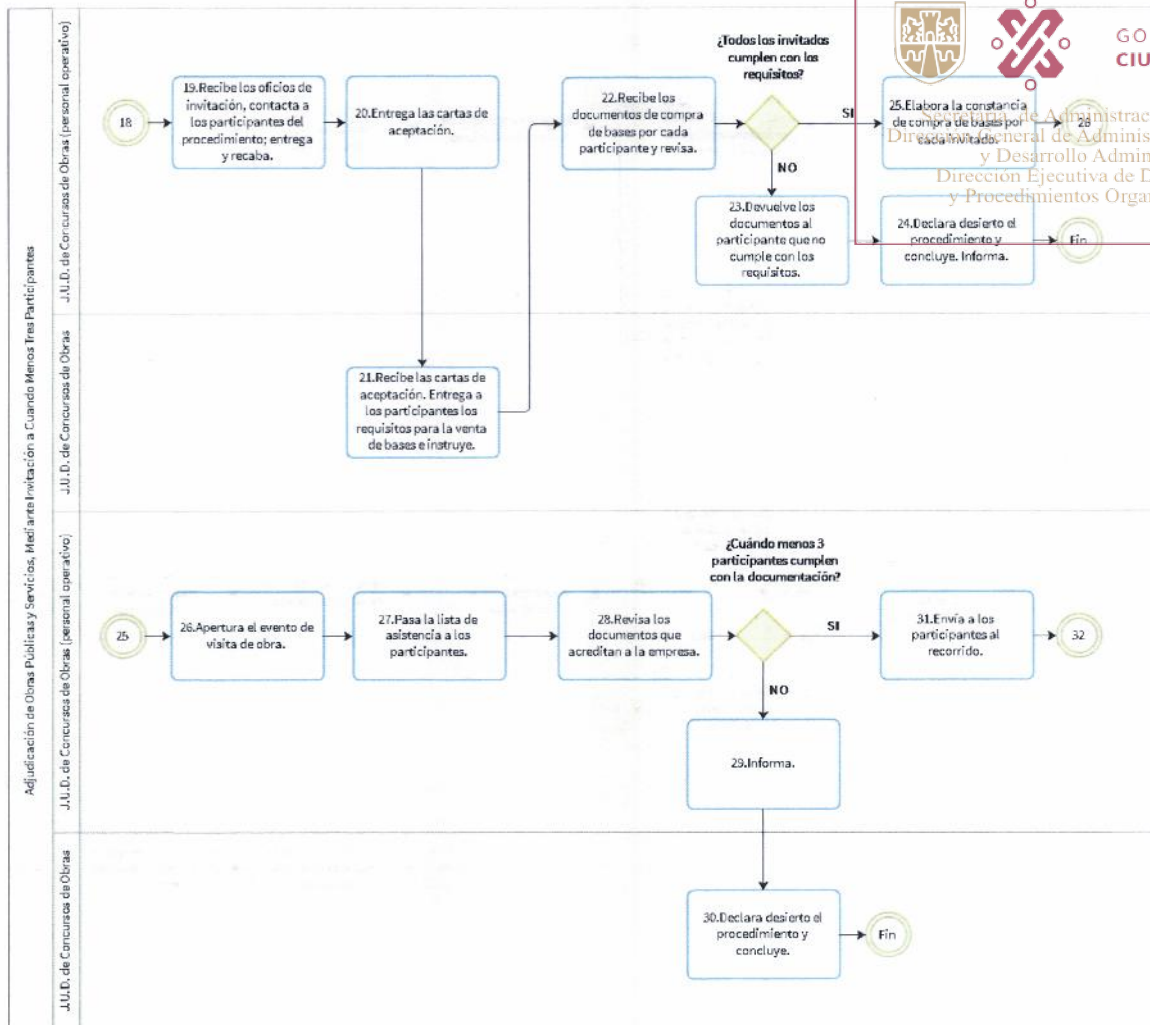 Adjudicación de Obras Públicas y Servicios, Mediante Invitación a Cuando Menos Tres Participantes
J.U.D. de Concursos de Obras (personal operativo)
18
19.Recibe los oficios de
invitación, contacta a
los participantes del
procedimiento; entrega
y recaba.
20.Entrega las cartas de
aceptación.
22.Recibe los
documentos de compra
de bases por cada
participante y revisa.
¿Todos los invitados
cumplen con los
requisitos?
SI
NO
25.Elabora la constancia
de compra de bases por
cada invitado.
26
23.Devuelve los
documentos al
participante que no
cumple con los
requisitos.
24.Declara desierto el
procedimiento y
concluye. Informa.
Fin
GO
CIU
Secretaría de Administrac
Dirección General de Adminis
y Desarrollo Admin
Dirección Ejecutiva de D
y Procedimientos Orga
J.U.D. de Concursos de Obras
21.Recibe las cartas de
aceptación. Entrega a
los participantes los
requisitos para la venta
de bases e instruye.
J.U.D. de Concursos de Obras (personal operativo)
25
26.Apertura el evento de
visita de obra.
27.Pasa la lista de
asistencia a los
participantes.
28.Revisa los
documentos que
acreditan a la empresa.
¿Cuándo menos 3
participantes cumplen
con la documentación?
SI
NO
31.Envía a los
participantes al
recorrido.
32
29.Informa.
J.U.D. de Concursos de Obras
30.Declara desierto el
procedimiento y
concluye.
Fin